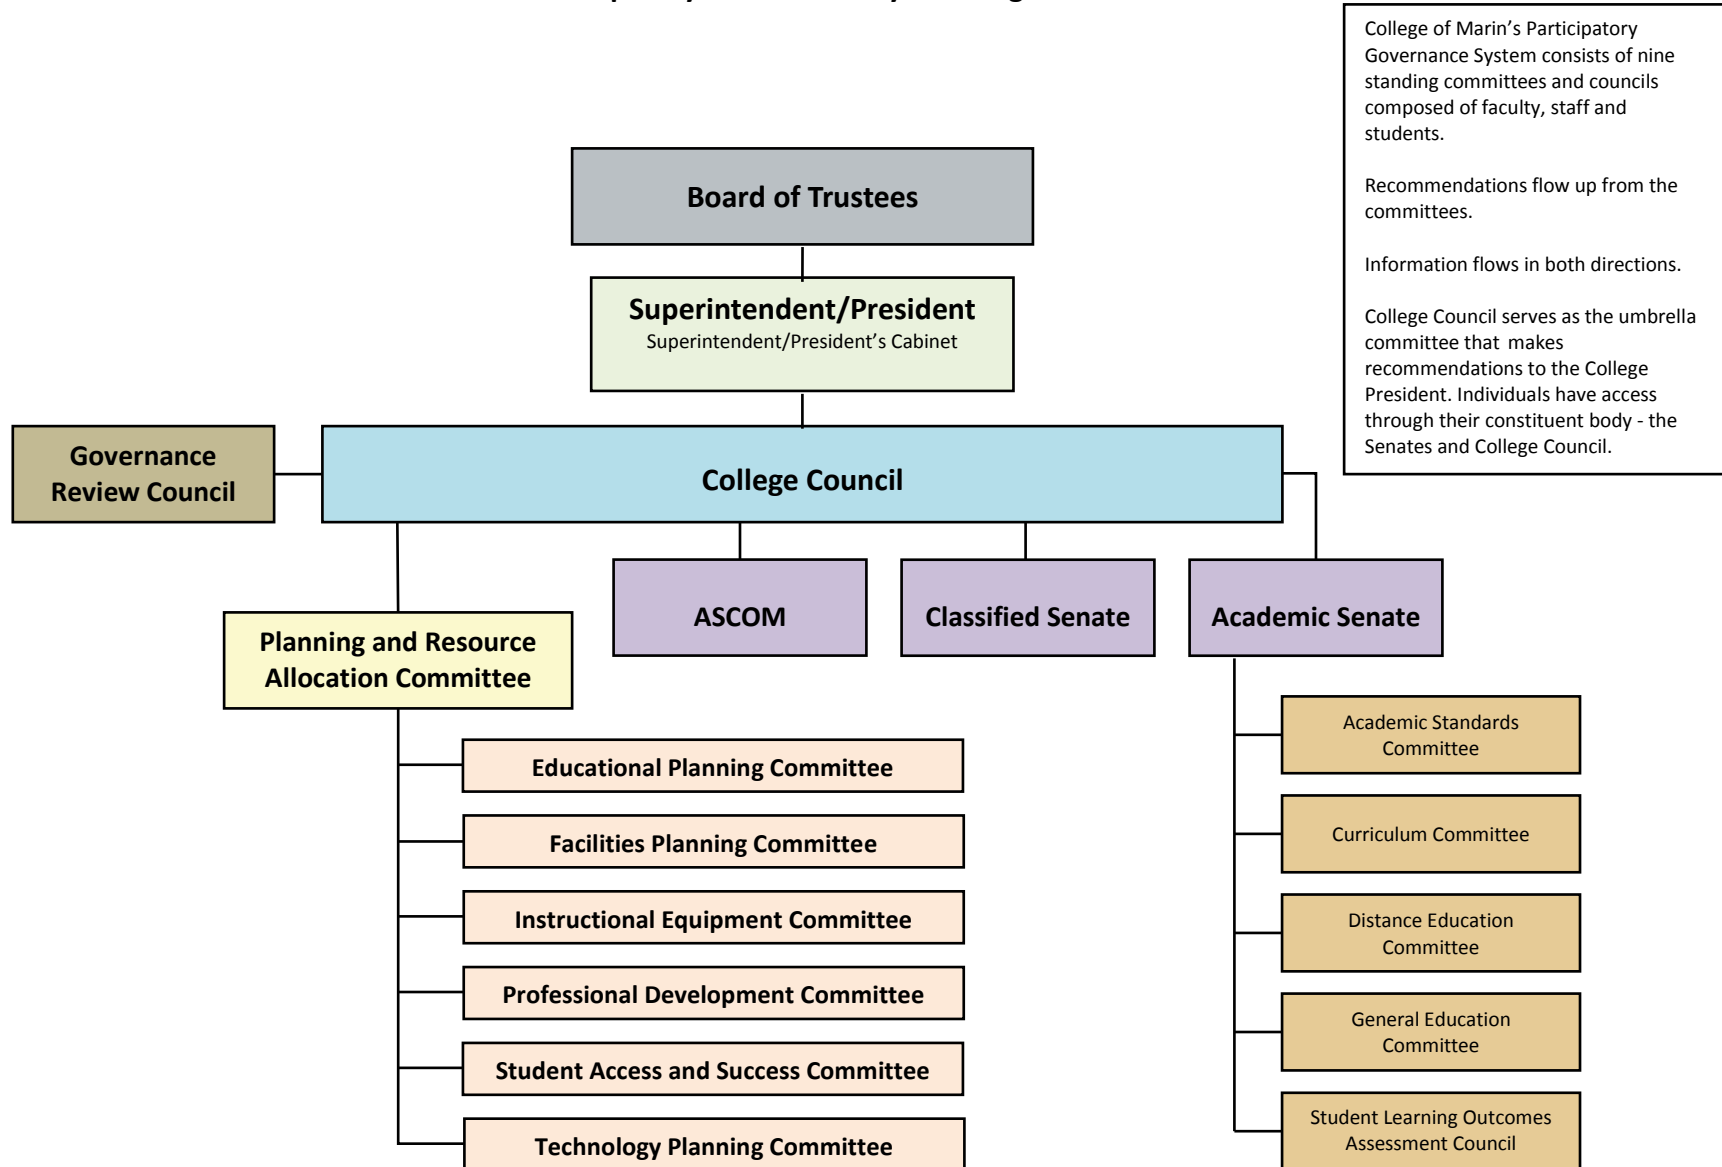 College of Marin's Participatory
Governance System consists of nine
standing committees and councils
composed of faculty, staff and
students.
Recommendations flow up from the
committees.
Information flows in both directions.
College Council serves as the umbrella
committee that makes
recommendations to the College
President. Individuals have access
through their constituent body - the
Senates and College Council.
Board of Trustees
Superintendent/President
Superintendent/President's Cabinet
Governance
Review Council
College Council
Planning and Resource
Allocation Committee
ASCOM
Classified Senate
Academic Senate
Educational Planning Committee
Facilities Planning Committee
Instructional Equipment Committee
Professional Development Committee
Student Access and Success Committee
Technology Planning Committee
Academic Standards
Committee
Curriculum Committee
Distance Education
Committee
General Education
Committee
Student Learning Outcomes
Assessment Council